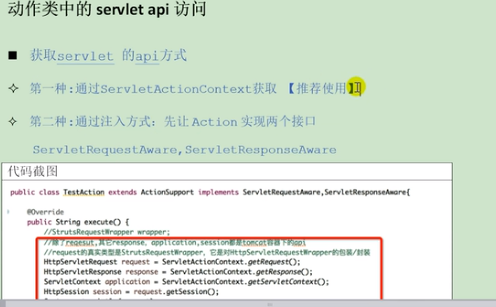 动作类中的 servlet api 访问
■ 获取servlet 的api方式
✧ 第一种:通过ServletActionContext获取 【推荐使用】
✧ 第二种:通过注入方式: 先让 Action 实现两个接口
ServletRequestAware,ServletResponseAware
代码截图
public class TestAction extends ActionSupport implements ServletRequestAware,ServletResponseAware{
@Override
public String execute() {
//StrutsRequestWrapper wrapper;
//除了reqesut,其它response、application,session都是tomcat容器下的api
//request的真实类型是StrutsRequestWrapper, 它是对HttpServletRequestWrapper的包装/封装
HttpServletRequest request = ServletActionContext.getRequest();
HttpServletResponse response = ServletActionContext.getResponse();
ServletContext application = ServletActionContext.getServletContext();
HttpSession session = request.getSession();